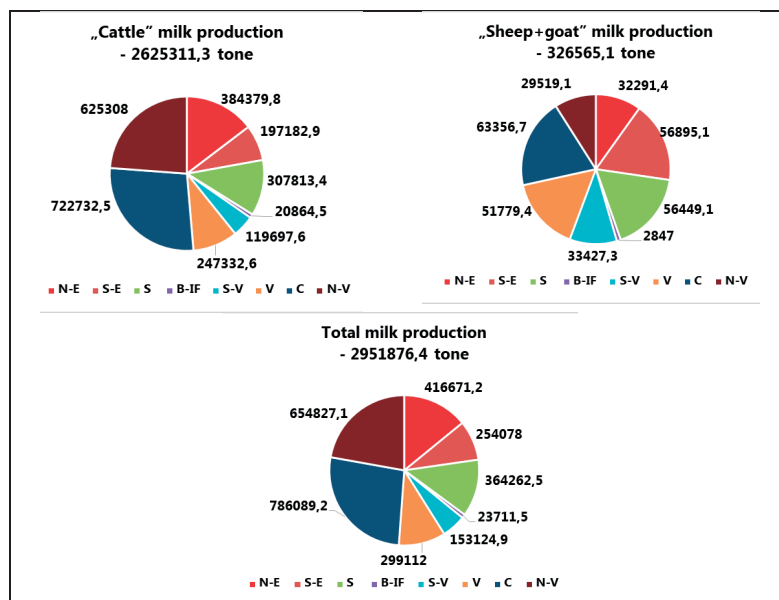 „Cattle” milk production
- 2625311,3 tone
625308
384379,8
197182,9
307813,4
20864,5
119697,6
247332,6
722732,5
N-E S-E S B-IF S-V V C N-V
„Sheep+goat” milk production
- 326565,1 tone
29519,1
32291,4
56895,1
56449,1
2847
33427,3
51779,4
63356,7
N-E S-E S B-IF S-V V C N-V
Total milk production
- 2951876,4 tone
654827,1
416671,2
254078
364262,5
23711,5
153124,9
299112
786089,2
N-E S-E S B-IF S-V V C N-V